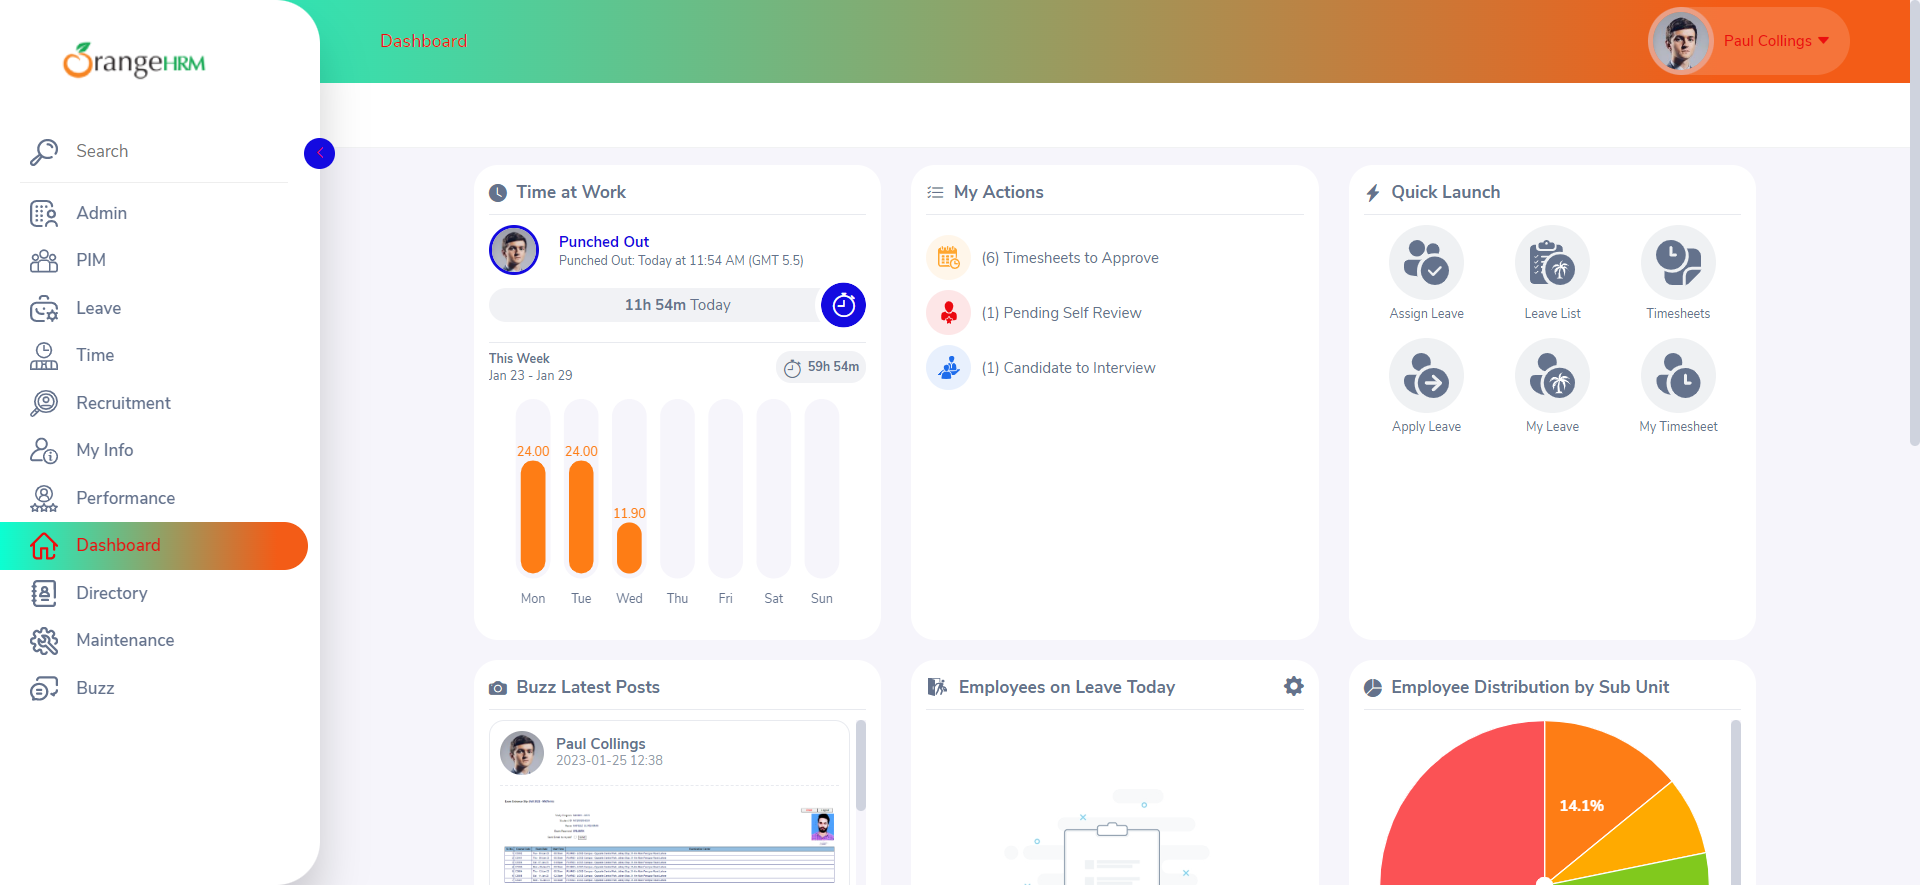 OrangeHRM
Dashboard
Paul Collings
Search
Admin
PIM
Leave
Time
Recruitment
My Info
Performance
Dashboard
Directory
Maintenance
Buzz
Time at Work
Punched Out
Punched Out: Today at 11:54 AM (GMT 5.5)
11h 54m Today
This Week
Jan 23 - Jan 29
59h 54m
24.00
24.00
11.90
Mon Tue Wed Thu Fri Sat Sun
My Actions
(6) Timesheets to Approve
(1) Pending Self Review
(1) Candidate to Interview
Quick Launch
Assign Leave
Leave List
Timesheets
Apply Leave
My Leave
My Timesheet
Buzz Latest Posts
Paul Collings
2023-01-25 12:38
Employees on Leave Today
Employee Distribution by Sub Unit
14.1%